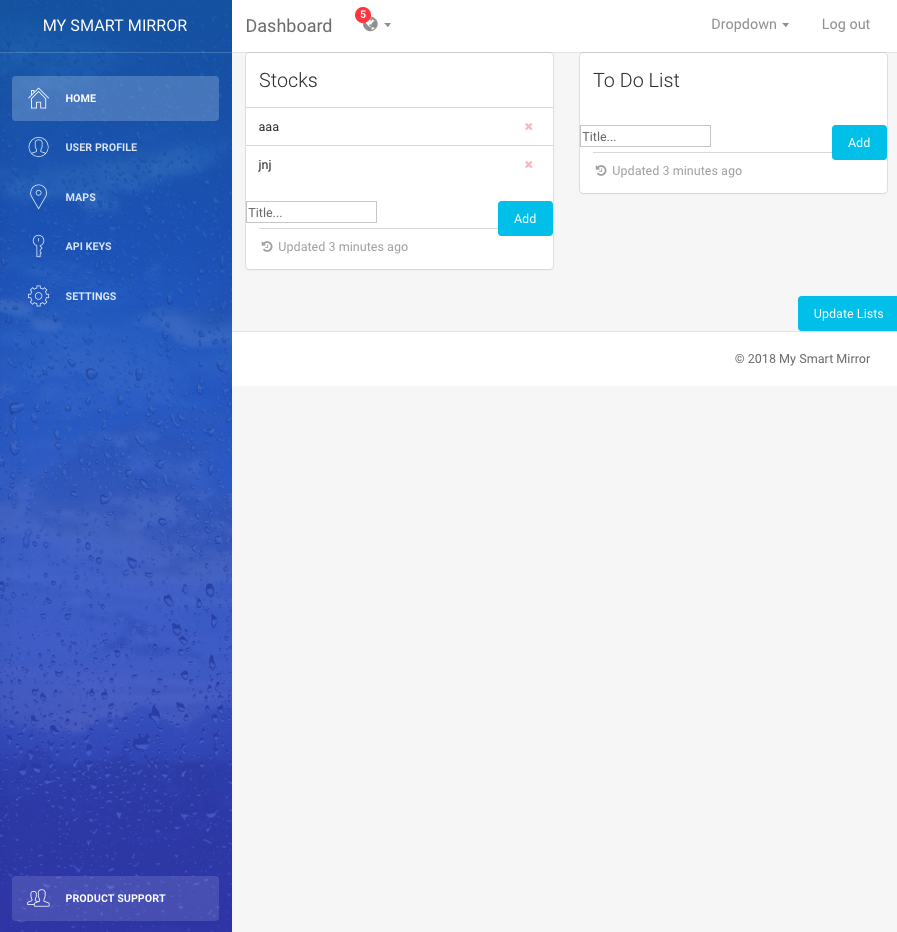 MY SMART MIRROR
HOME
USER PROFILE
MAPS
API KEYS
SETTINGS
PRODUCT SUPPORT
Dashboard
5
Dropdown
Log out
Stocks
aaa
jnj
Title...
Add
Updated 3 minutes ago
To Do List
Title...
Add
Updated 3 minutes ago
Update Lists
© 2018 My Smart Mirror